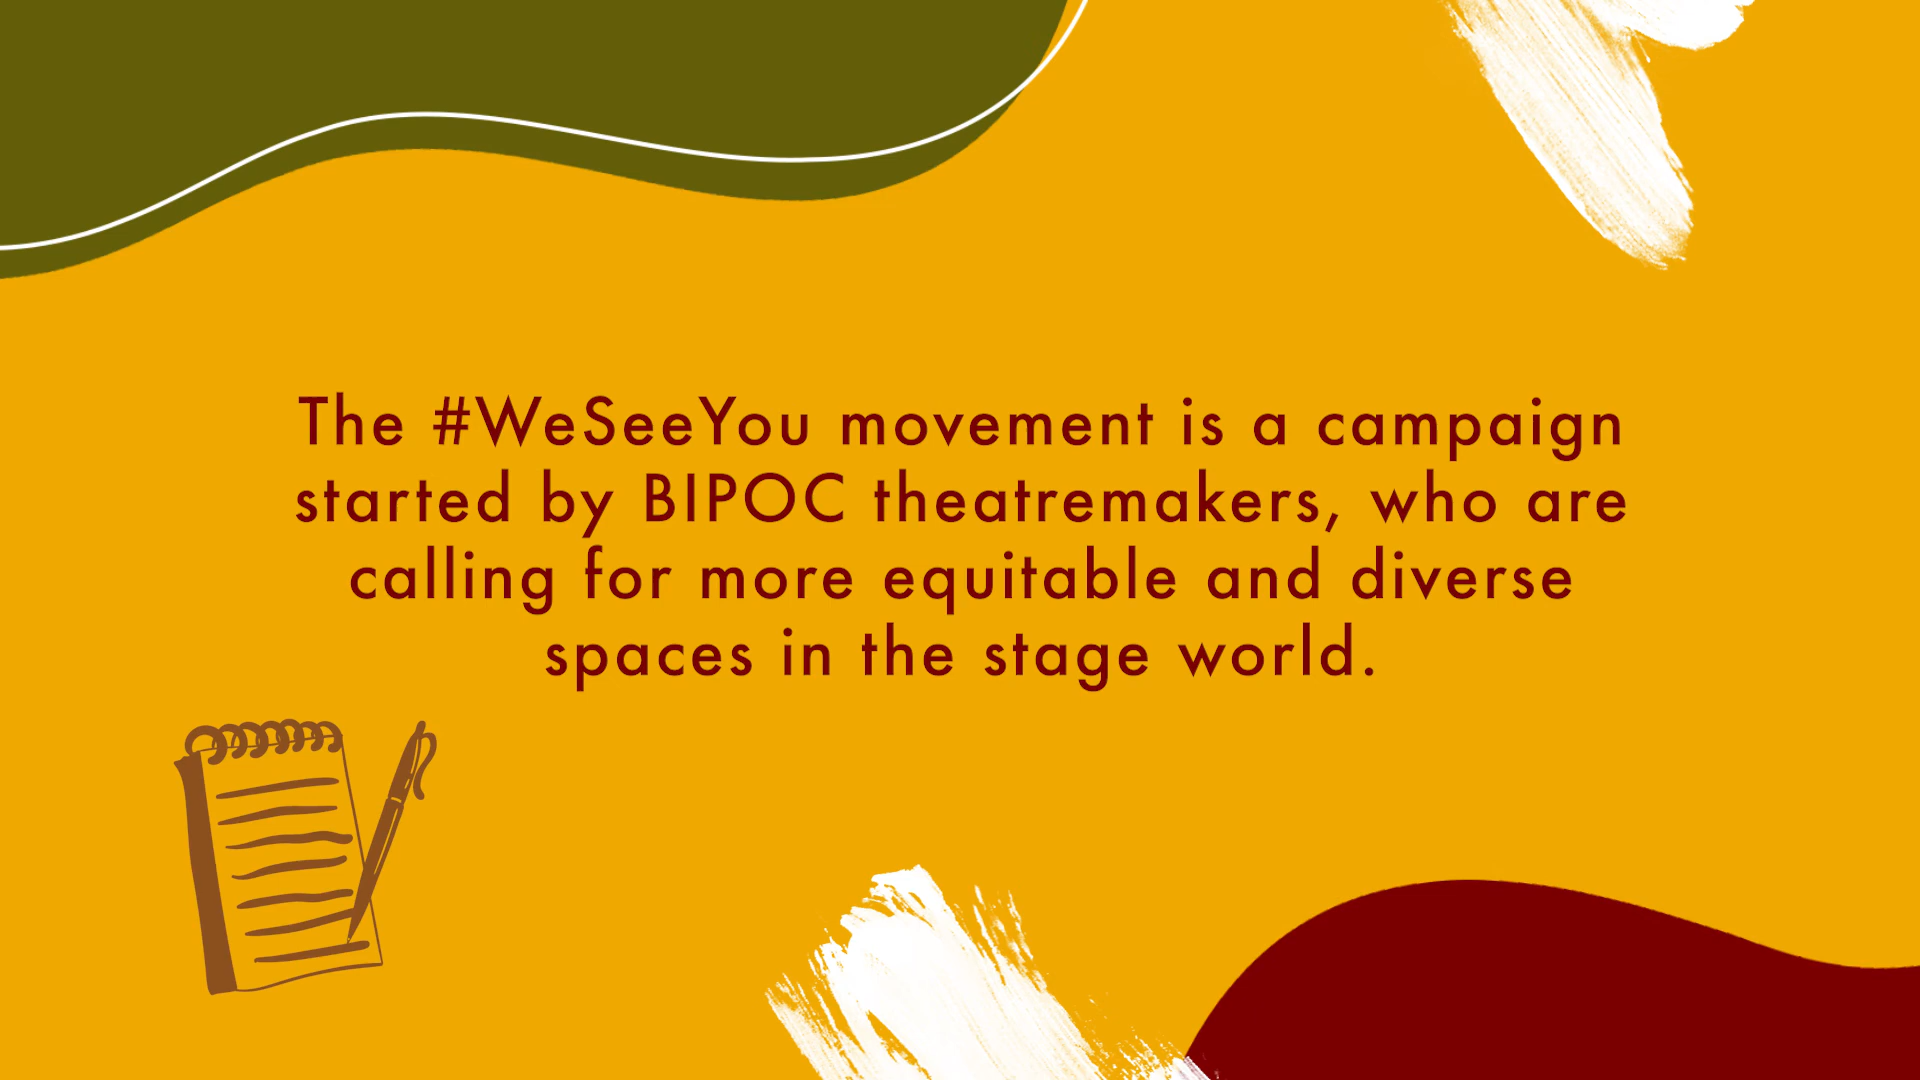 The #WeSeeYou movement is a campaign
started by BIPOC theatremakers, who are
calling for more equitable and diverse
spaces in the stage world.